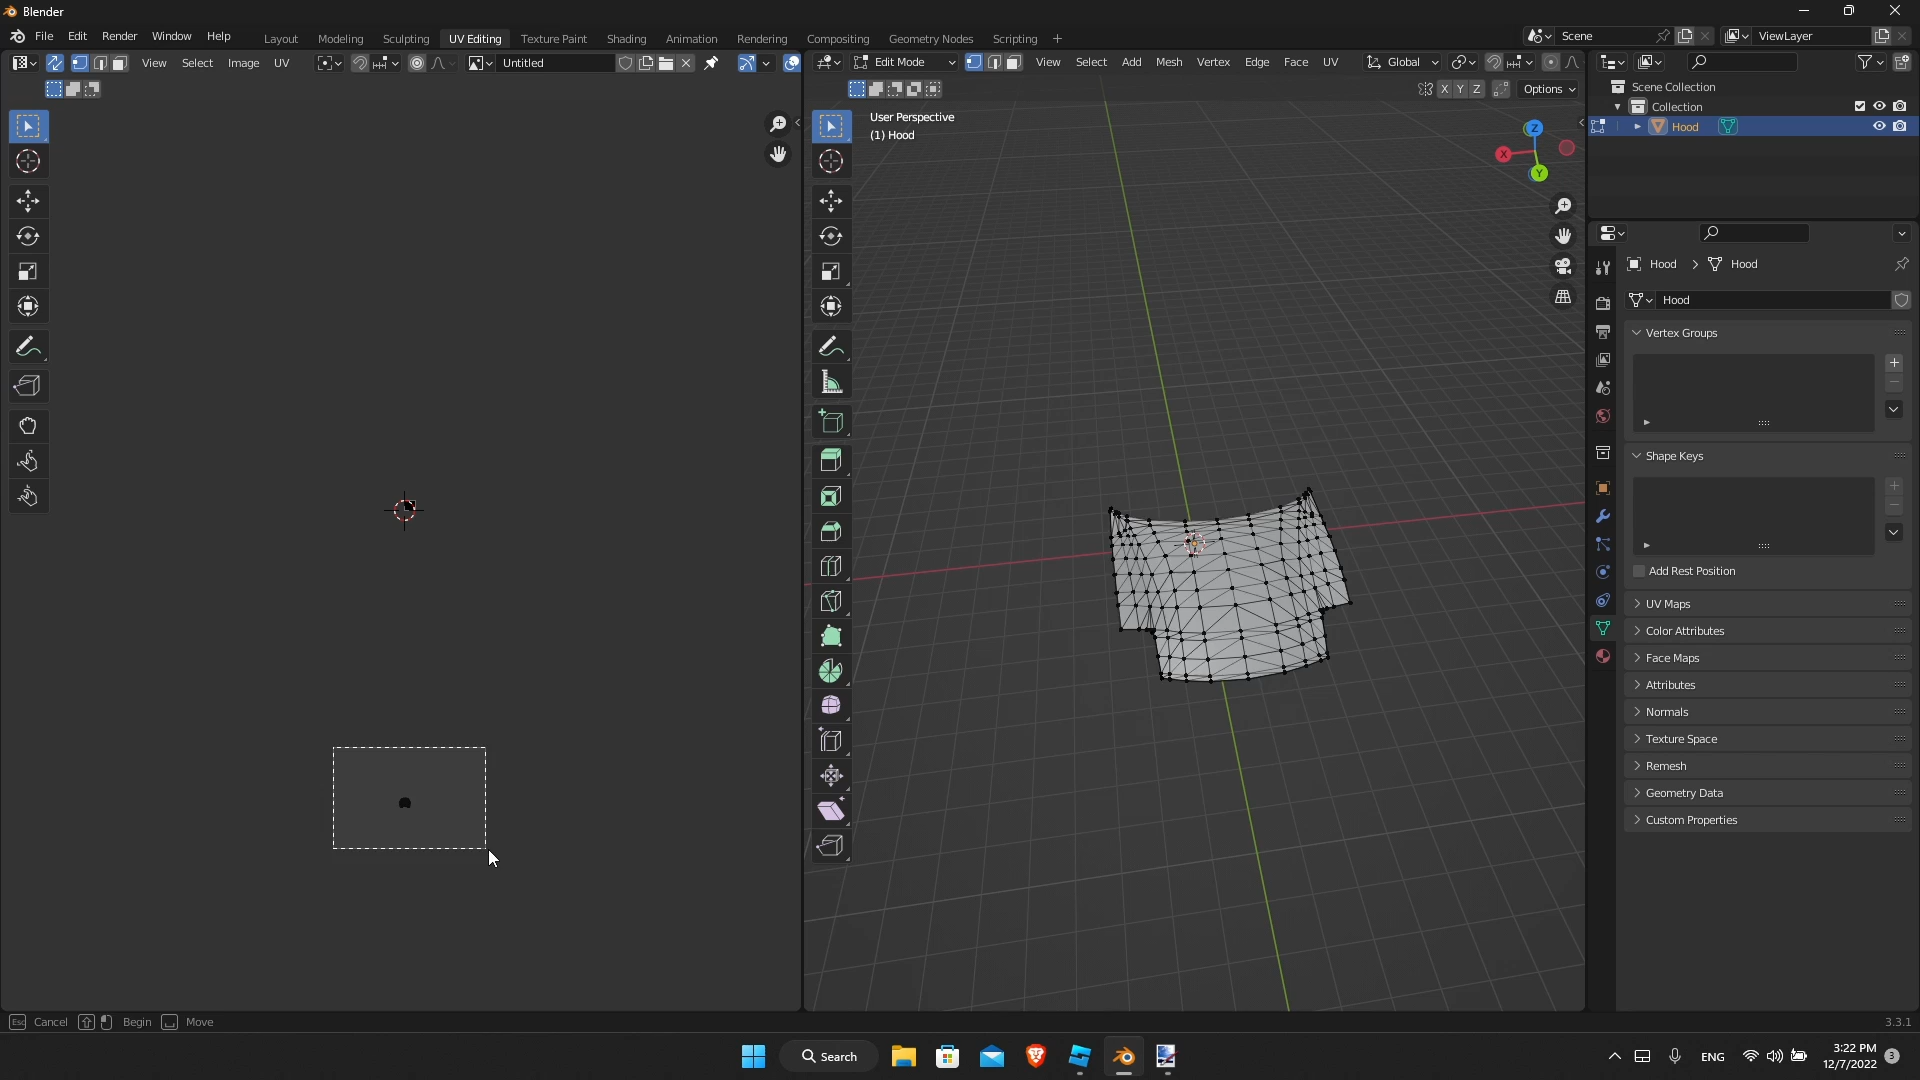 Blender
File Edit Render Window Help
Layout Modeling Sculpting UV Editing Texture Paint Shading Animation Rendering Compositing Geometry Nodes Scripting +
Scene
ViewLayer
View Select Image UV
Untitled
Edit Mode
View Select Add Mesh Vertex Edge Face UV
Global
X Y Z
Options
User Perspective
(1) Hood
Z
X
Y
Scene Collection
Collection
Hood
Hood > Hood
Hood
Vertex Groups
Shape Keys
Add Rest Position
UV Maps
Color Attributes
Face Maps
Attributes
Normals
Texture Space
Remesh
Geometry Data
Custom Properties
Esc Cancel Begin Move
3.3.1
Search
ENG
3:22 PM
12/7/2022
3